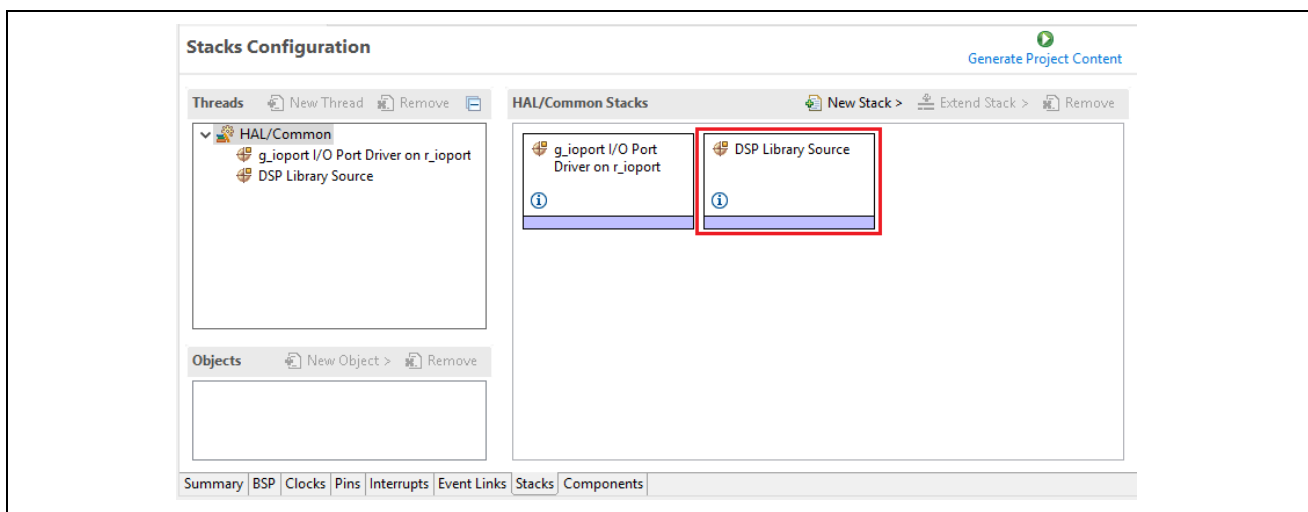 Stacks Configuration
Generate Project Content
Threads New Thread Remove
HAL/Common Stacks New Stack > Extend Stack > Remove
HAL/Common
g_ioport I/O Port Driver on r_ioport
DSP Library Source
g_ioport I/O Port
Driver on r_ioport
DSP Library Source
Objects New Object > Remove
Summary BSP Clocks Pins Interrupts Event Links Stacks Components